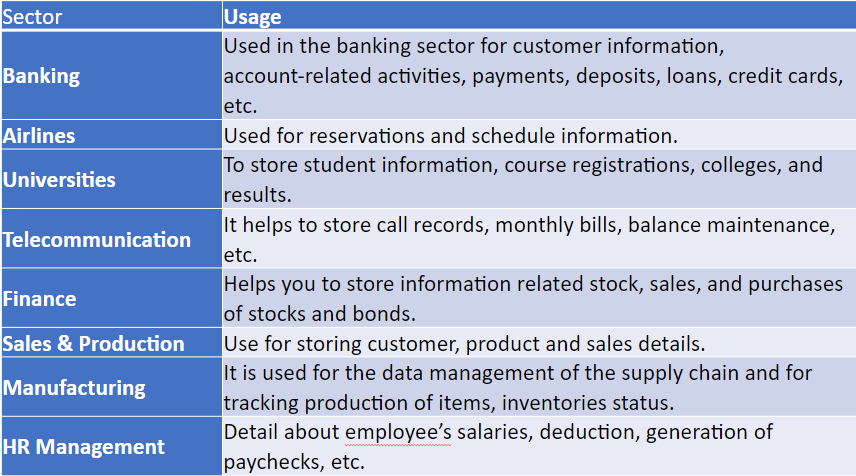 Sector Usage
Banking Used in the banking sector for customer information,
account-related activities, payments, deposits, loans, credit cards,
etc.
Airlines Used for reservations and schedule information.
Universities To store student information, course registrations, colleges, and
results.
Telecommunication It helps to store call records, monthly bills, balance maintenance,
etc.
Finance Helps you to store information related stock, sales, and purchases
of stocks and bonds.
Sales & Production Use for storing customer, product and sales details.
Manufacturing It is used for the data management of the supply chain and for
tracking production of items, inventories status.
HR Management Detail about employee’s salaries, deduction, generation of
paychecks, etc.